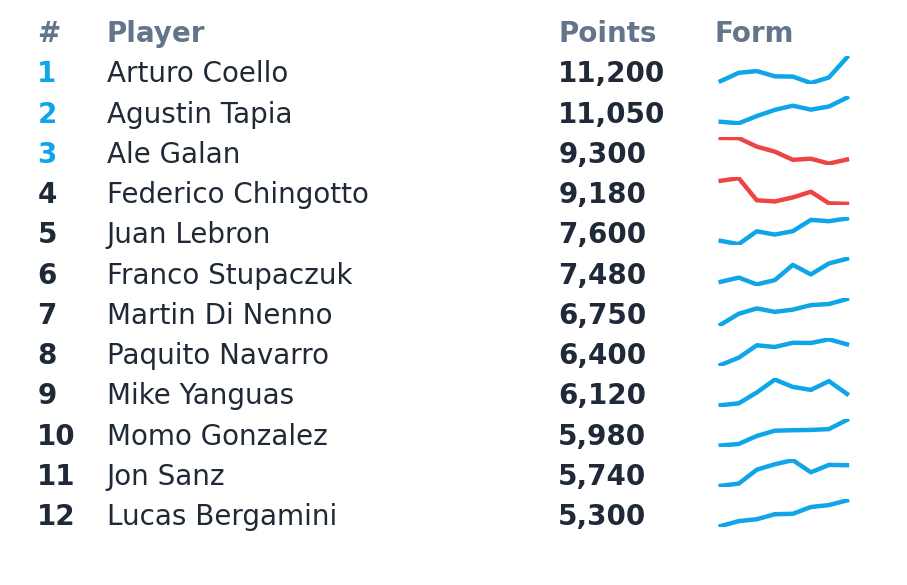 # Player Points Form
1 Arturo Coello 11,200
2 Agustin Tapia 11,050
3 Ale Galan 9,300
4 Federico Chingotto 9,180
5 Juan Lebron 7,600
6 Franco Stupaczuk 7,480
7 Martin Di Nenno 6,750
8 Paquito Navarro 6,400
9 Mike Yanguas 6,120
10 Momo Gonzalez 5,980
11 Jon Sanz 5,740
12 Lucas Bergamini 5,300